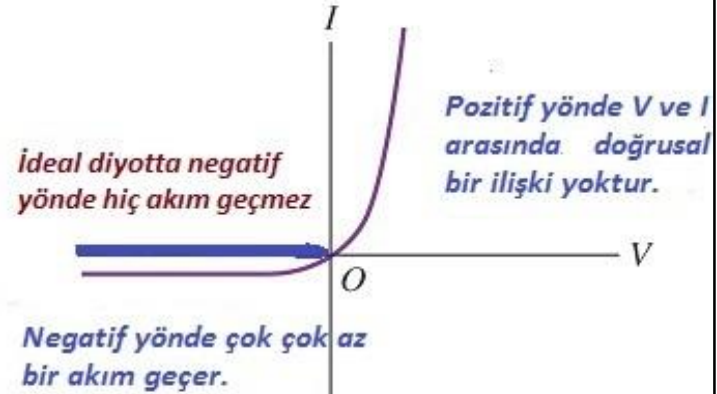 I
Pozitif yönde V ve I
arasında doğrusal
bir ilişki yoktur.
İdeal diyotta negatif
yönde hiç akım geçmez
V
O
Negatif yönde çok çok az
bir akım geçer.